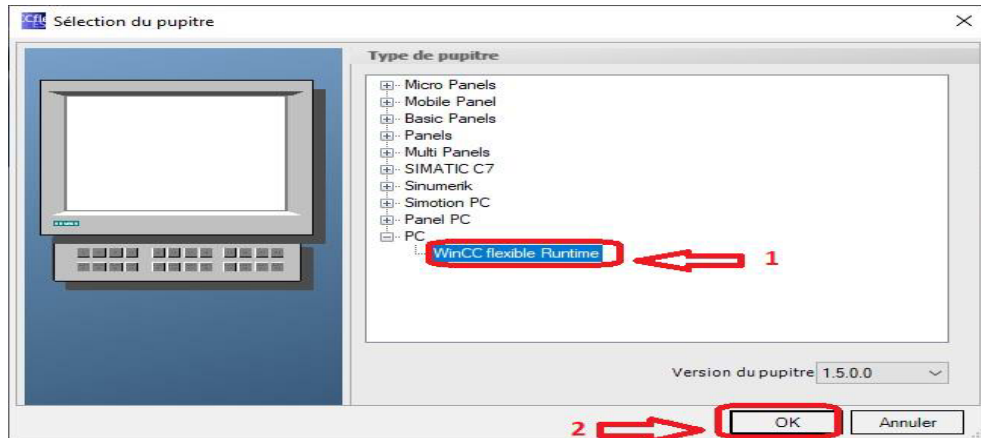 Sélection du pupitre
Type de pupitre
Micro Panels
Mobile Panel
Basic Panels
Panels
Multi Panels
SIMATIC C7
Sinumerik
Simotion PC
Panel PC
PC
WinCC flexible Runtime
1
Version du pupitre 1.5.0.0
2
OK
Annuler